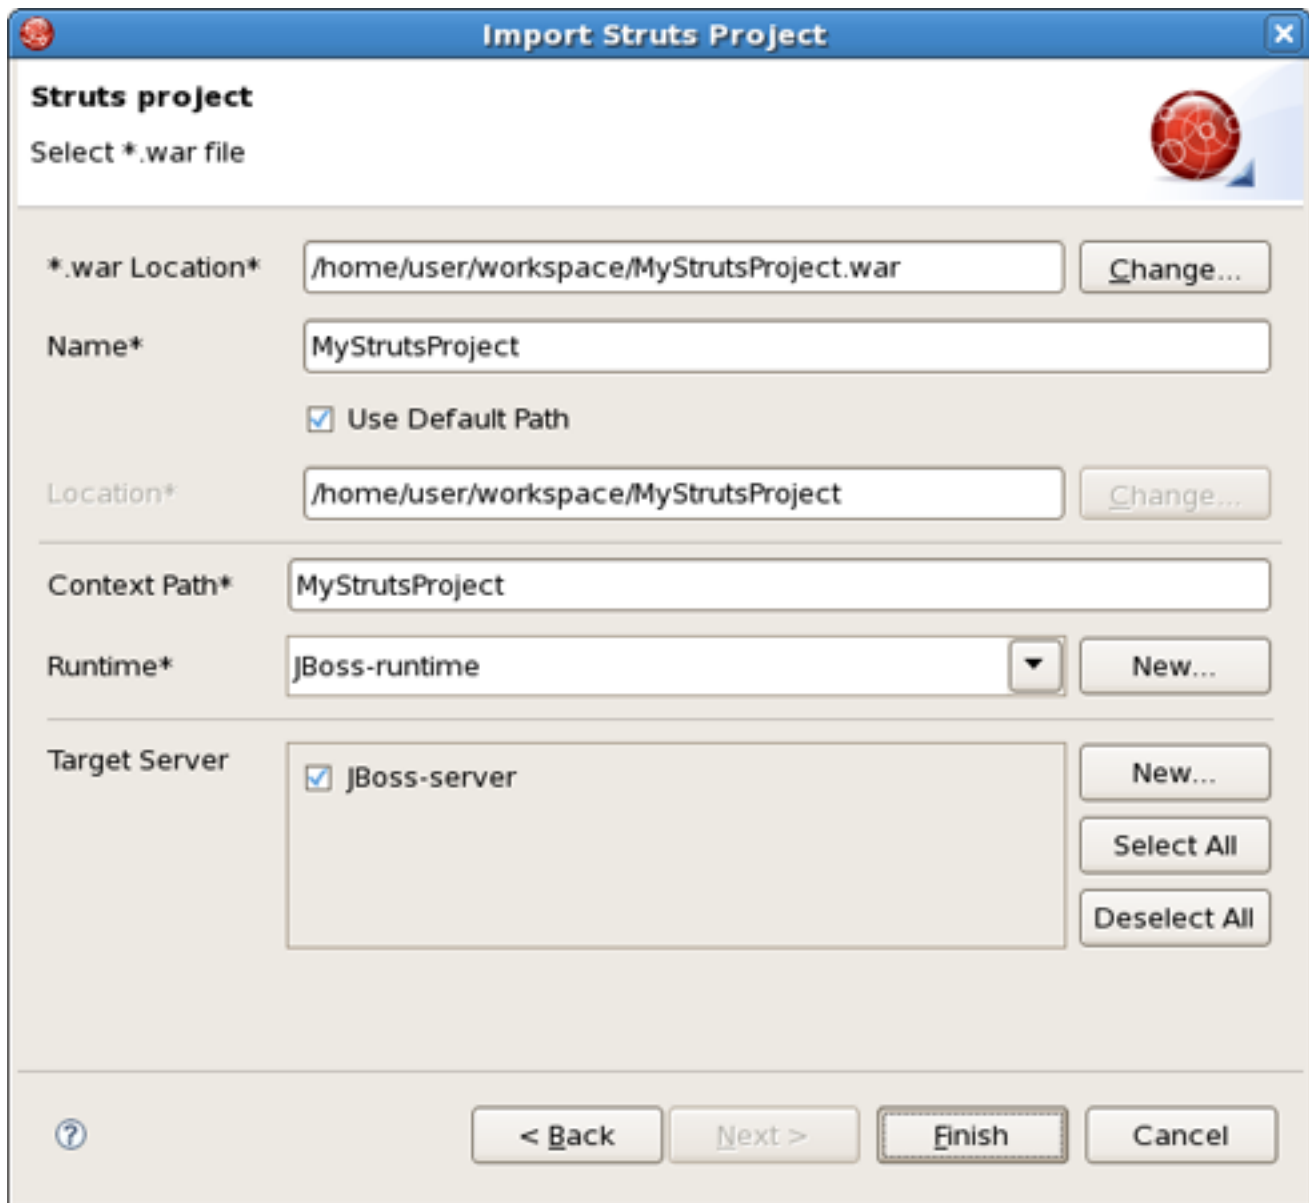 Import Struts Project
Struts project
Select *.war file
*.war Location* /home/user/workspace/MyStrutsProject.war Change...
Name* MyStrutsProject
Use Default Path
Location* /home/user/workspace/MyStrutsProject Change...
Context Path* MyStrutsProject
Runtime* JBoss-runtime New...
Target Server JBoss-server New...
Select All
Deselect All
? < Back Next > Finish Cancel